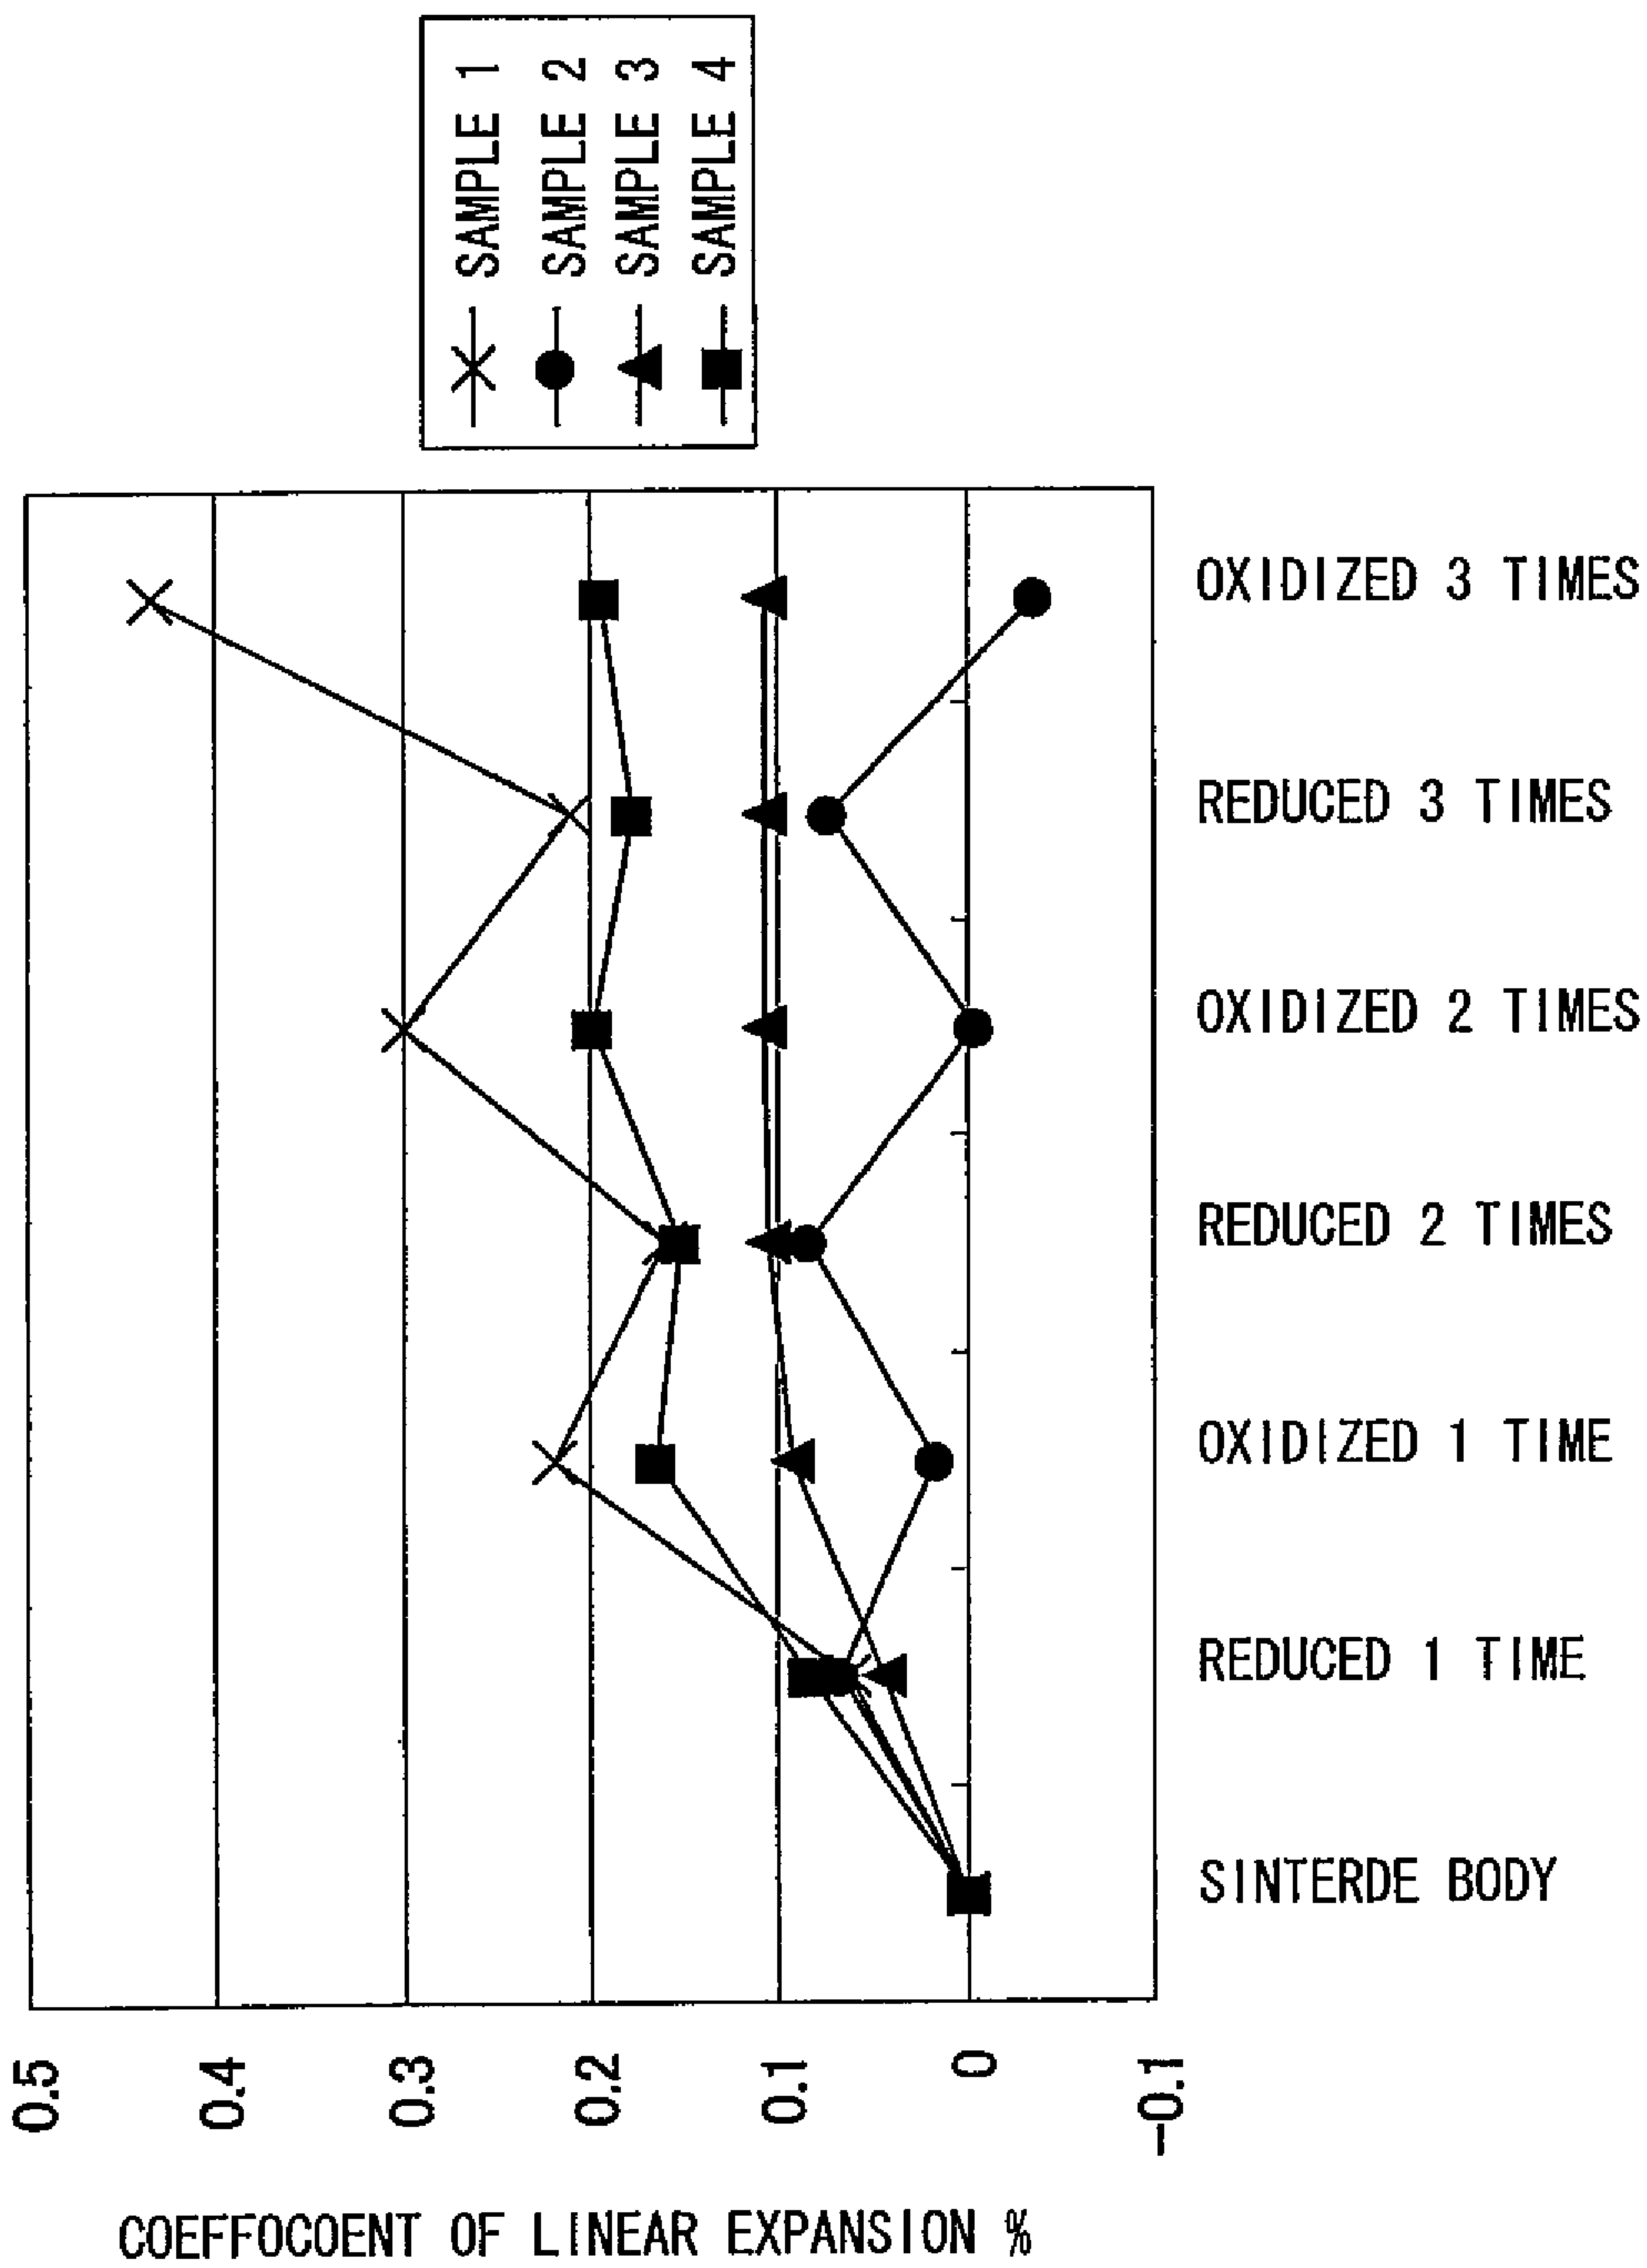 COEFFOCOENT OF LINEAR EXPANSION %
0.5
0.4
0.3
0.2
0.1
0
-0.1
SINTERDE BODY
REDUCED 1 TIME
OXIDIZED 1 TIME
REDUCED 2 TIMES
OXIDIZED 2 TIMES
REDUCED 3 TIMES
OXIDIZED 3 TIMES
SAMPLE 1
SAMPLE 2
SAMPLE 3
SAMPLE 4